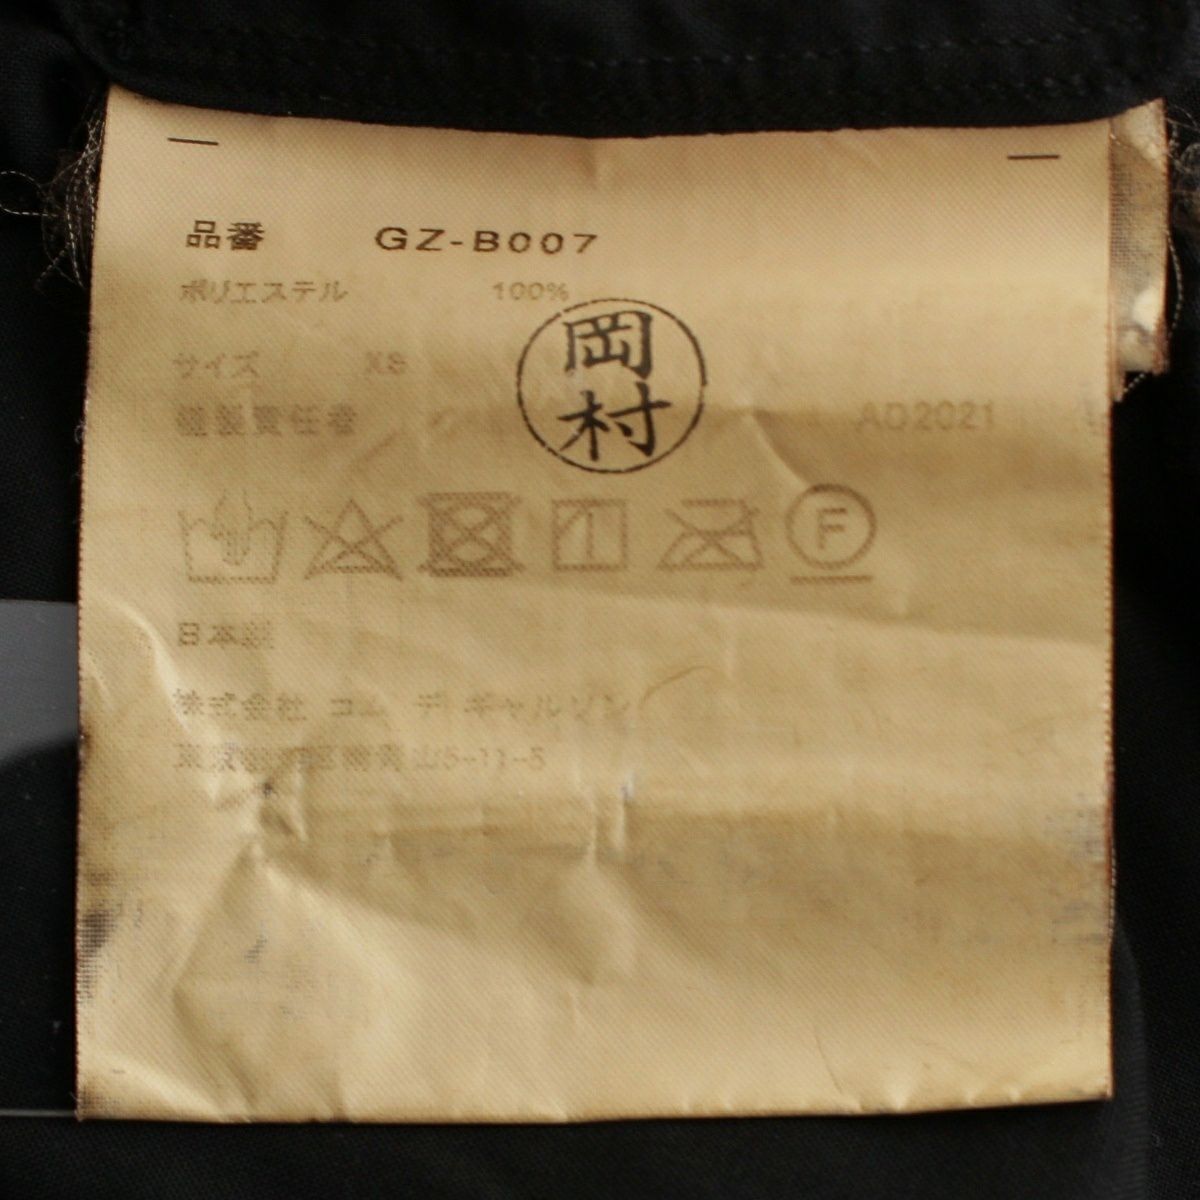 品番 GZ-B007
ポリエステル 100%
岡村
サイズ XS
縫製責任者 AD2021
F
日本製
株式会社 コム デ ギャルソン
東京都港区南青山5-11-5